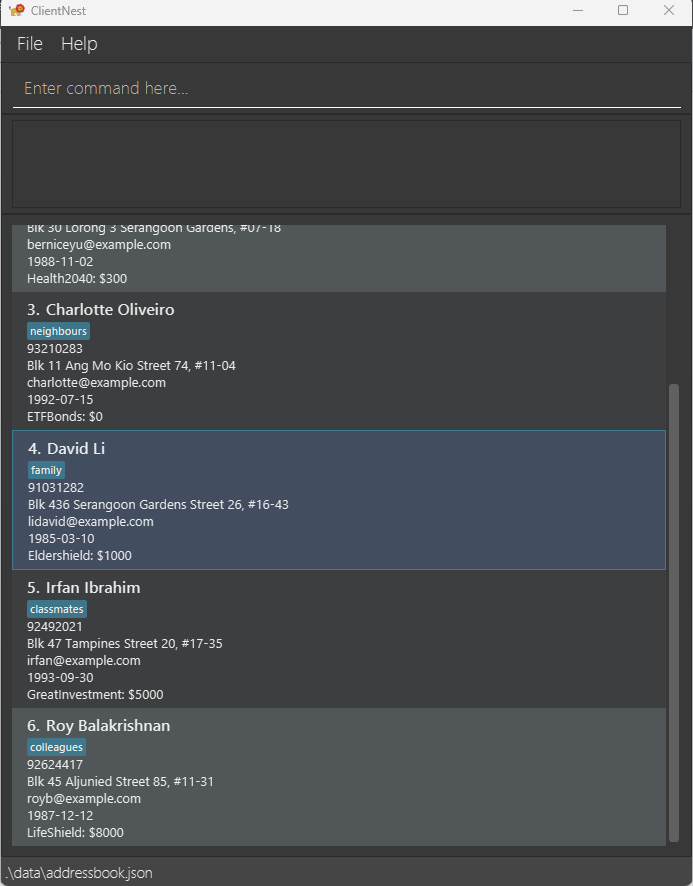 ClientNest
File Help
Enter command here...
Blk 30 Lorong 3 Serangoon Gardens, #07-18
berniceyu@example.com
1988-11-02
Health2040: $300
3. Charlotte Oliveiro
neighbours
93210283
Blk 11 Ang Mo Kio Street 74, #11-04
charlotte@example.com
1992-07-15
ETFBonds: $0
4. David Li
family
91031282
Blk 436 Serangoon Gardens Street 26, #16-43
lidavid@example.com
1985-03-10
Eldershield: $1000
5. Irfan Ibrahim
classmates
92492021
Blk 47 Tampines Street 20, #17-35
irfan@example.com
1993-09-30
GreatInvestment: $5000
6. Roy Balakrishnan
colleagues
92624417
Blk 45 Aljunied Street 85, #11-31
royb@example.com
1987-12-12
LifeShield: $8000
.\data\addressbook.json